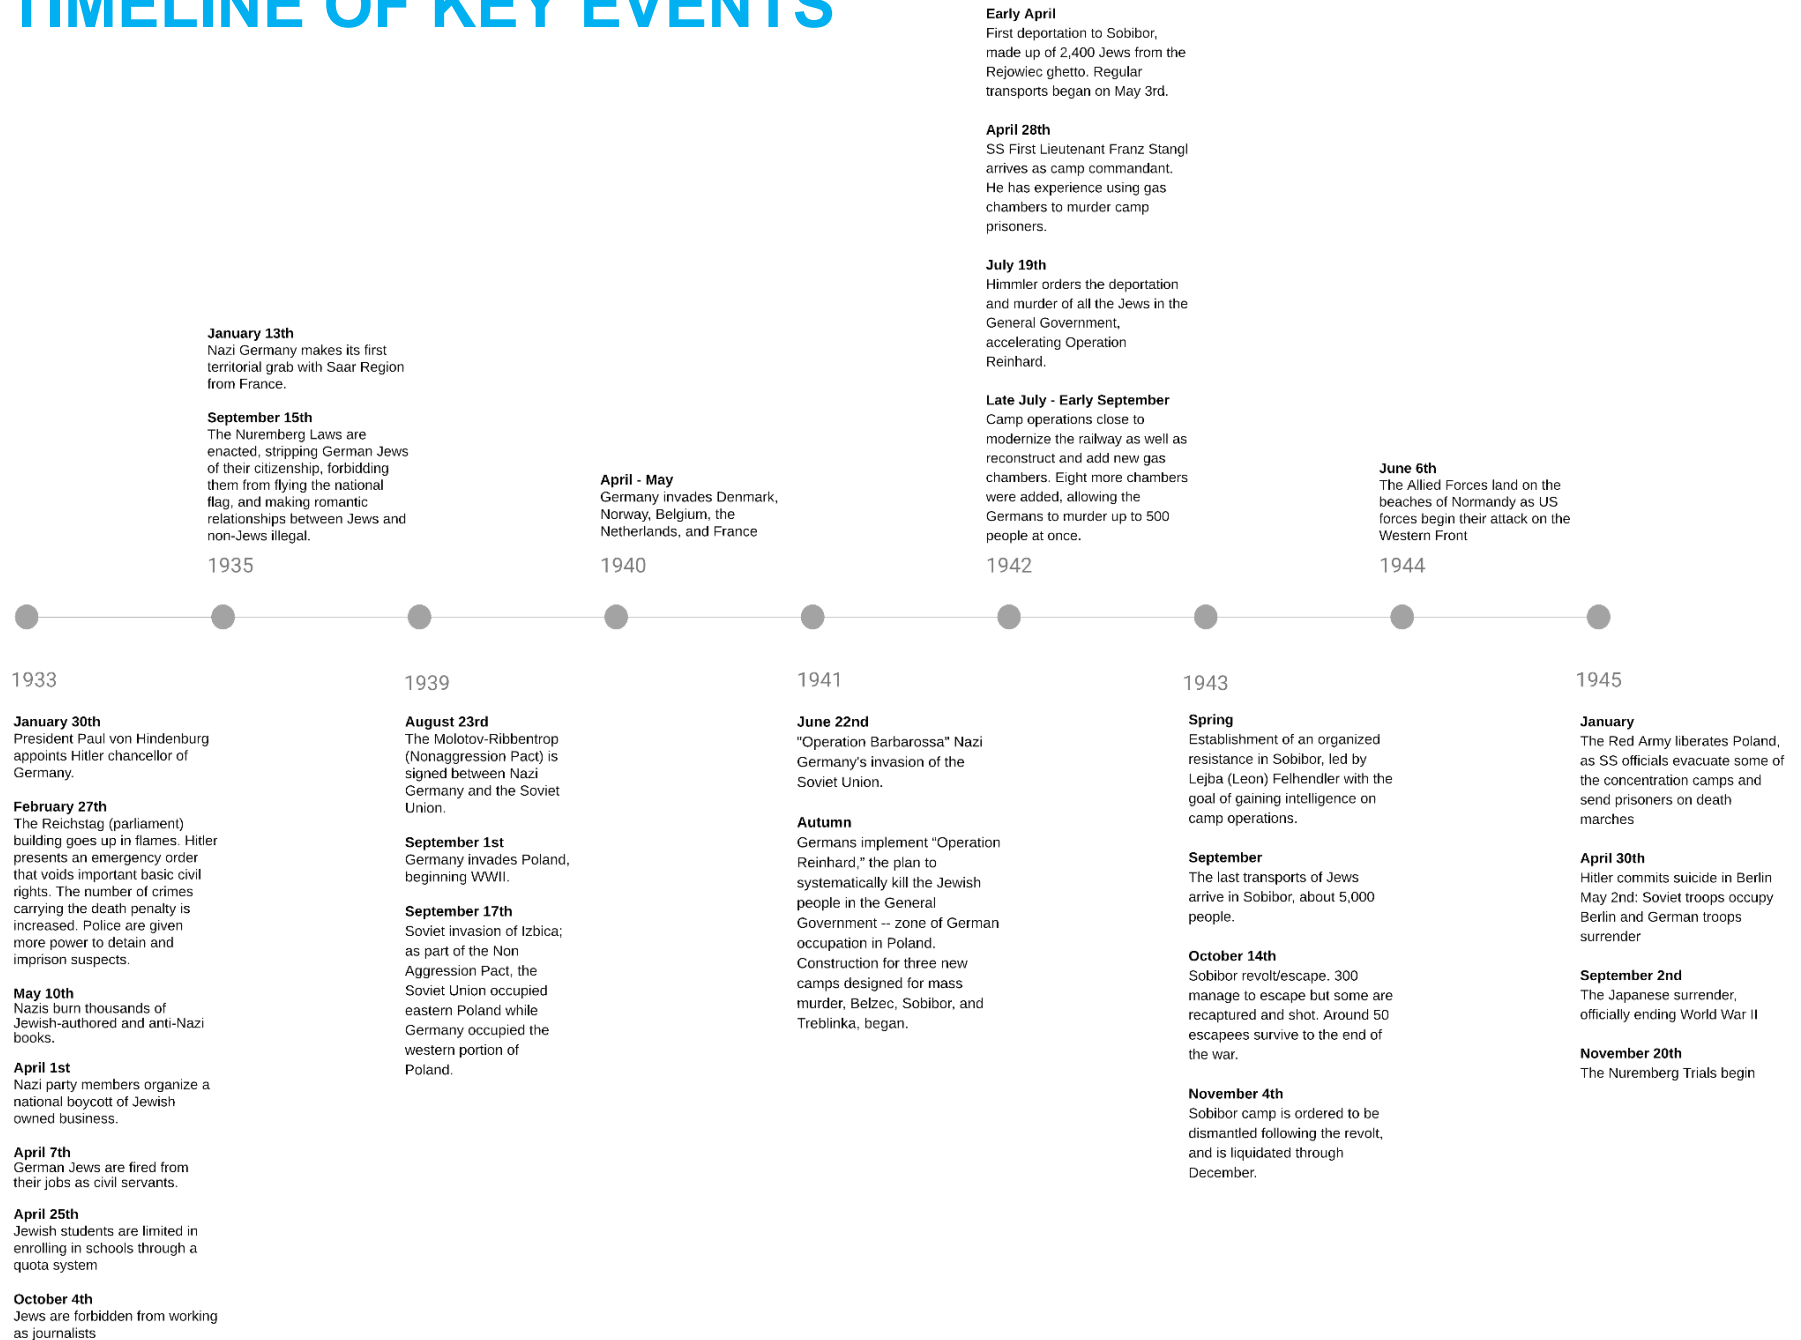 TIMELINE OF KEY EVENTS
Early April
First deportation to Sobibor,
made up of 2,400 Jews from the
Rejowiec ghetto. Regular
transports began on May 3rd.
April 28th
SS First Lieutenant Franz Stangl
arrives as camp commandant.
He has experience using gas
chambers to murder camp
prisoners.
July 19th
Himmler orders the deportation
and murder of all the Jews in the
General Government,
accelerating Operation
Reinhard.
Late July - Early September
Camp operations close to
modernize the railway as well as
reconstruct and add new gas
chambers. Eight more chambers
were added, allowing the
Germans to murder up to 500
people at once.
January 13th
Nazi Germany makes its first
territorial grab with Saar Region
from France.
September 15th
The Nuremberg Laws are
enacted, stripping German Jews
of their citizenship, forbidding
them from flying the national
flag, and making romantic
relationships between Jews and
non-Jews illegal.
April - May
Germany invades Denmark,
Norway, Belgium, the
Netherlands, and France
June 6th
The Allied Forces land on the
beaches of Normandy as US
forces begin their attack on the
Western Front
1935
1940
1942
1944
1933
1939
1941
1943
1945
January 30th
President Paul von Hindenburg
appoints Hitler chancellor of
Germany.
February 27th
The Reichstag (parliament)
building goes up in flames. Hitler
presents an emergency order
that voids important basic civil
rights. The number of crimes
carrying the death penalty is
increased. Police are given
more power to detain and
imprison suspects.
May 10th
Nazis burn thousands of
Jewish-authored and anti-Nazi
books.
April 1st
Nazi party members organize a
national boycott of Jewish
owned business.
April 7th
German Jews are fired from
their jobs as civil servants.
April 25th
Jewish students are limited in
enrolling in schools through a
quota system
October 4th
Jews are forbidden from working
as journalists
August 23rd
The Molotov-Ribbentrop
(Nonaggression Pact) is
signed between Nazi
Germany and the Soviet
Union.
September 1st
Germany invades Poland,
beginning WWII.
September 17th
Soviet invasion of Izbica;
as part of the Non
Aggression Pact, the
Soviet Union occupied
eastern Poland while
Germany occupied the
western portion of
Poland.
June 22nd
"Operation Barbarossa" Nazi
Germany's invasion of the
Soviet Union.
Autumn
Germans implement “Operation
Reinhard,” the plan to
systematically kill the Jewish
people in the General
Government -- zone of German
occupation in Poland.
Construction for three new
camps designed for mass
murder, Belzec, Sobibor, and
Treblinka, began.
Spring
Establishment of an organized
resistance in Sobibor, led by
Lejba (Leon) Felhendler with the
goal of gaining intelligence on
camp operations.
September
The last transports of Jews
arrive in Sobibor, about 5,000
people.
October 14th
Sobibor revolt/escape. 300
manage to escape but some are
recaptured and shot. Around 50
escapees survive to the end of
the war.
November 4th
Sobibor camp is ordered to be
dismantled following the revolt,
and is liquidated through
December.
January
The Red Army liberates Poland,
as SS officials evacuate some of
the concentration camps and
send prisoners on death
marches
April 30th
Hitler commits suicide in Berlin
May 2nd: Soviet troops occupy
Berlin and German troops
surrender
September 2nd
The Japanese surrender,
officially ending World War II
November 20th
The Nuremberg Trials begin